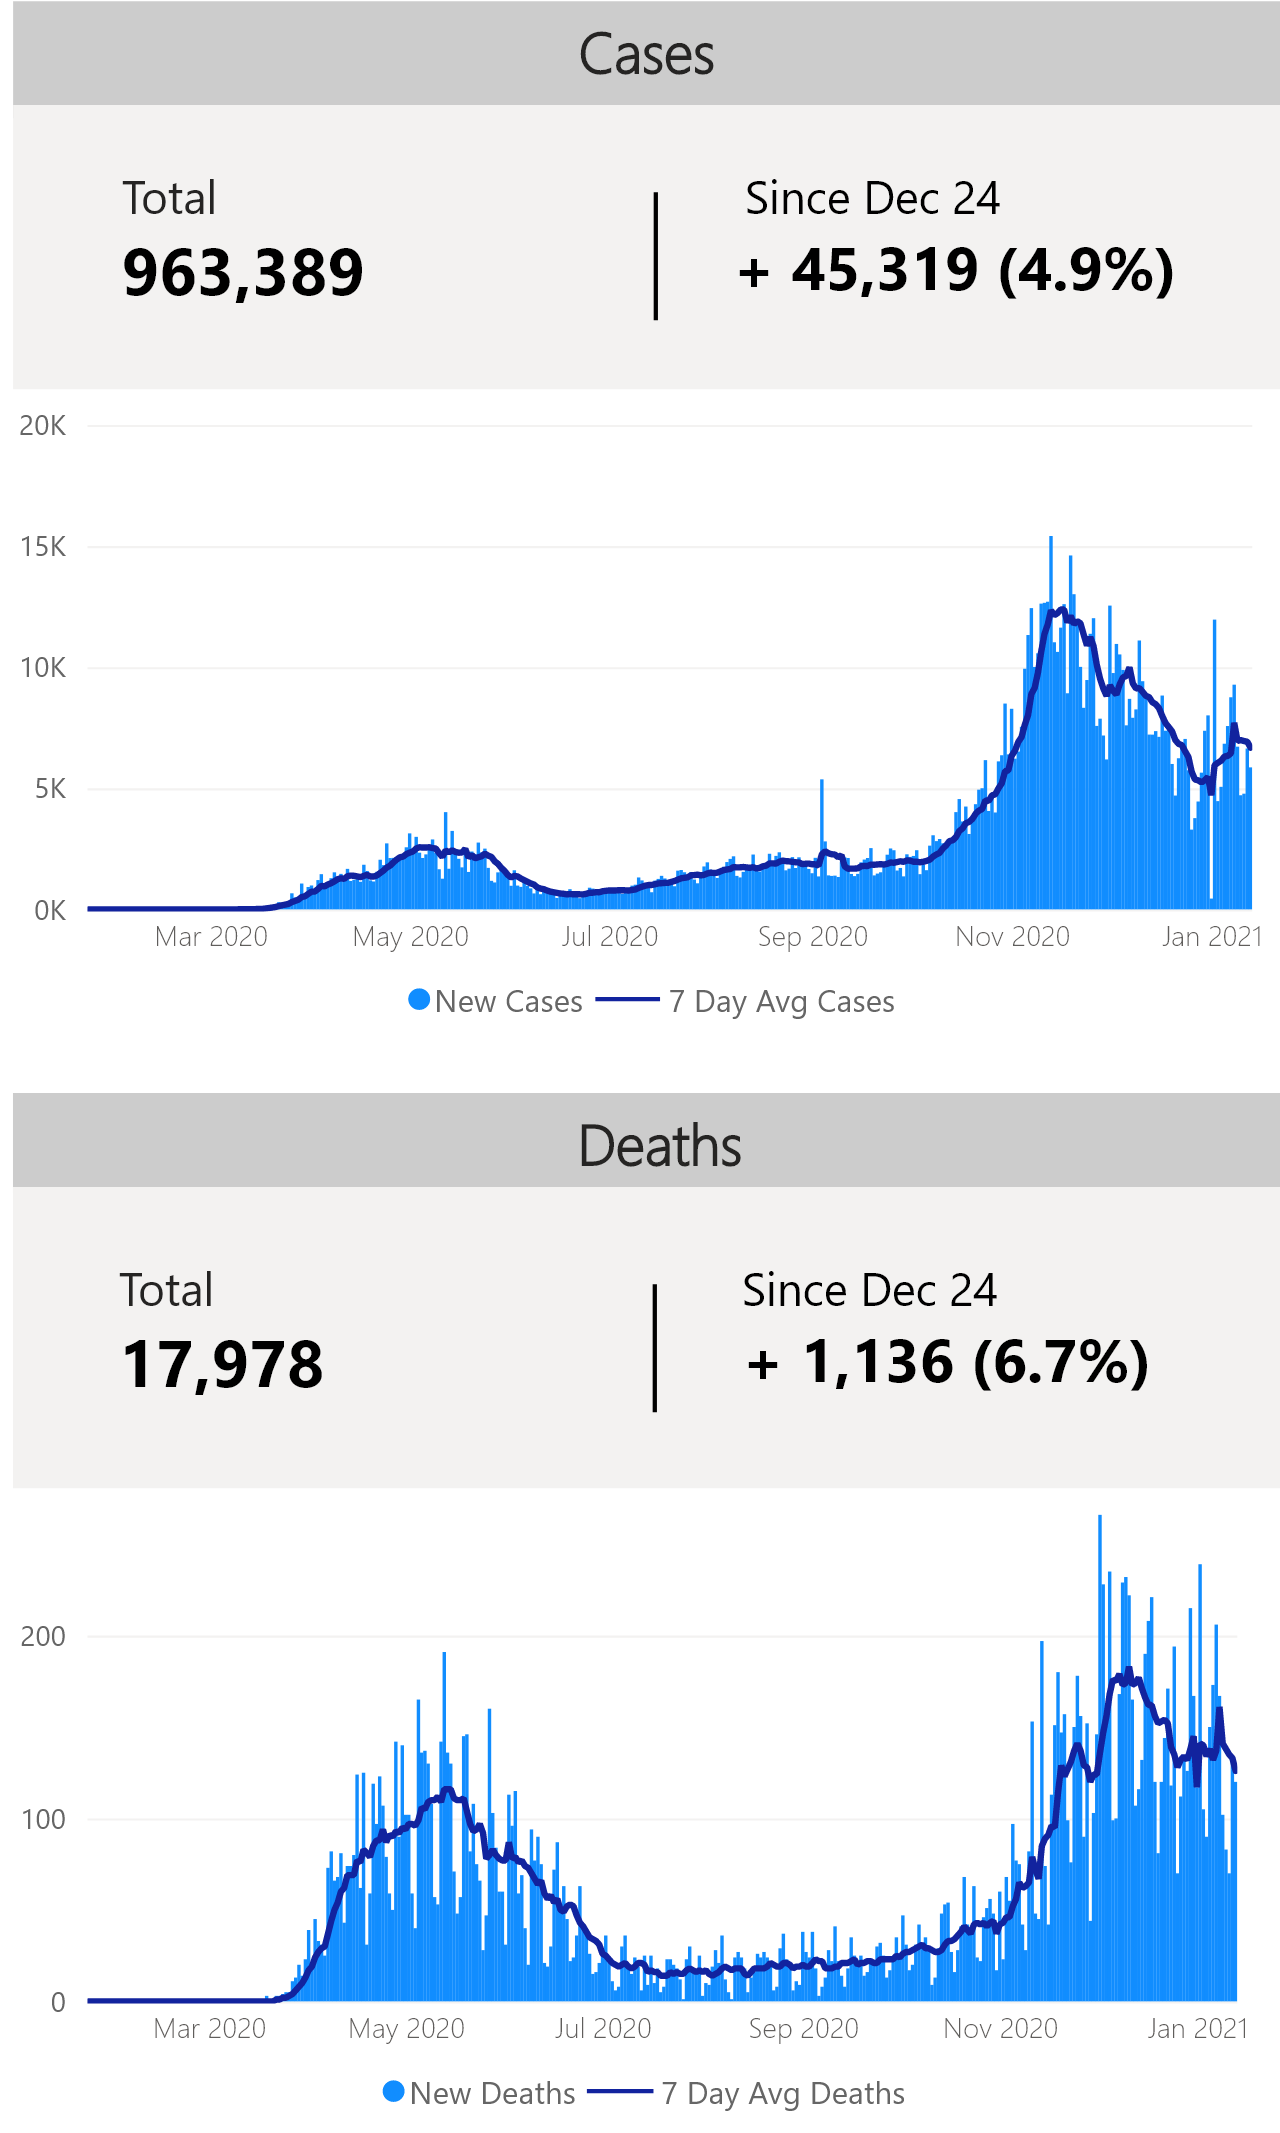 Cases
Total
Since Dec 24
963,389
+ 45,319 (4.9%)
20K
15K
10K
5K
0K
Mar 2020
May 2020
Jul 2020
Sep 2020
Nov 2020
Jan 2021
New Cases
7 Day Avg Cases
Deaths
Total
Since Dec 24
17,978
+ 1,136 (6.7%)
200
100
0
Mar 2020
May 2020
Jul 2020
Sep 2020
Nov 2020
Jan 2021
New Deaths
7 Day Avg Deaths